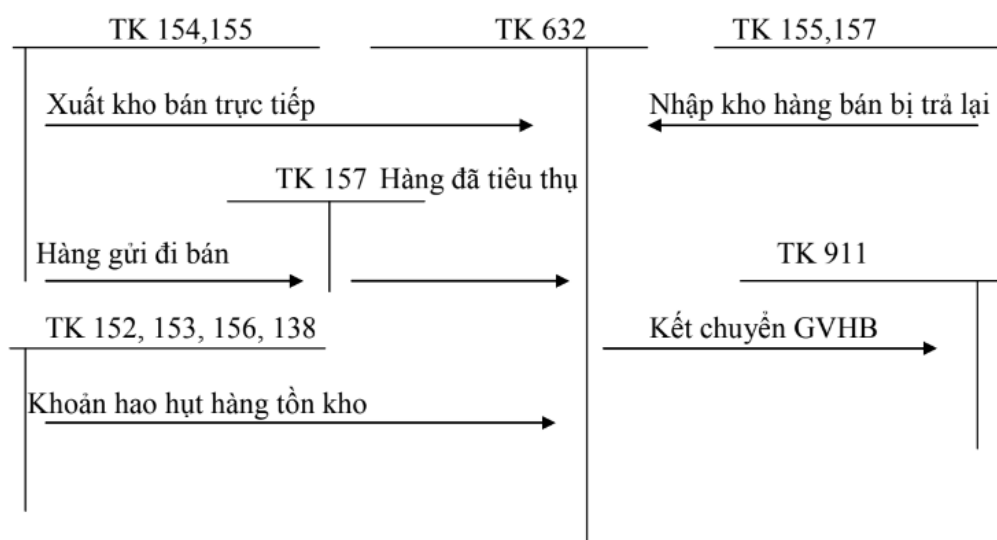 TK 154,155
TK 632
TK 155,157
Xuất kho bán trực tiếp
Nhập kho hàng bán bị trả lại
TK 157 Hàng đã tiêu thụ
Hàng gửi đi bán
TK 911
TK 152, 153, 156, 138
Kết chuyển GVHB
Khoản hao hụt hàng tồn kho